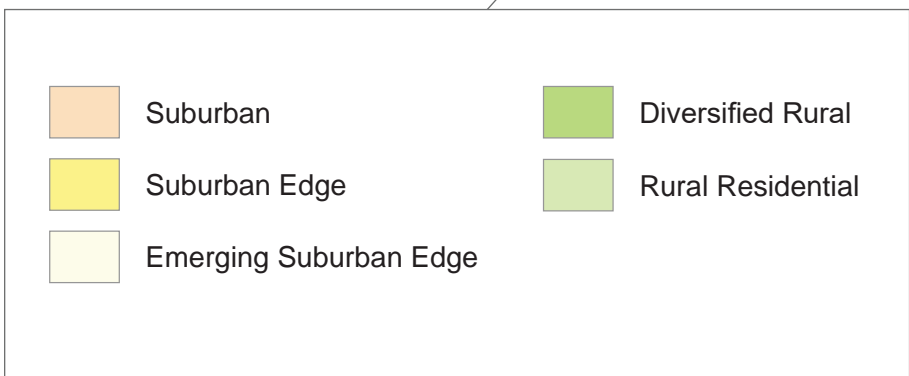 Suburban
Suburban Edge
Emerging Suburban Edge
Diversified Rural
Rural Residential